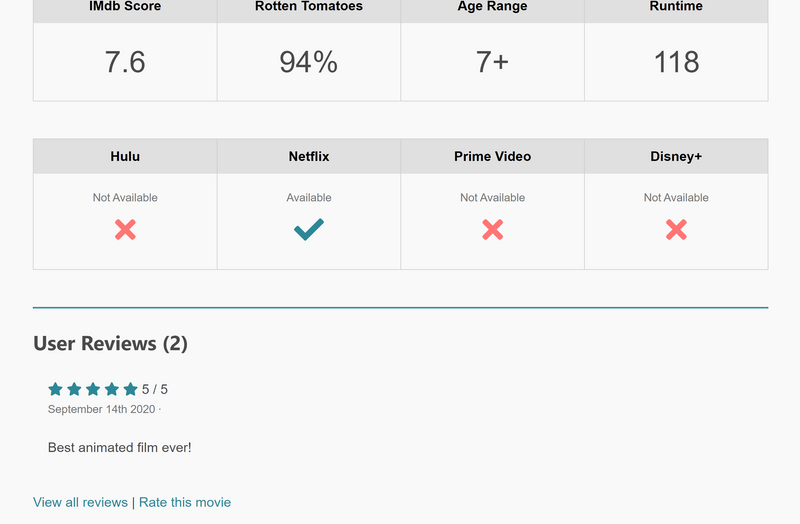 IMdb Score Rotten Tomatoes Age Range Runtime
7.6 94% 7+ 118
Hulu Netflix Prime Video Disney+
Not Available Available Not Available Not Available
User Reviews (2)
5 / 5
September 14th 2020 ·
Best animated film ever!
View all reviews | Rate this movie